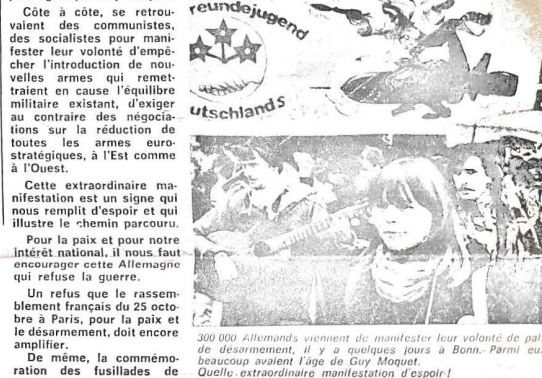 Côte à côte, se retrou-
vaient des communistes,
des socialistes pour mani-
fester leur volonté d'empê-
cher l'introduction de nou-
velles armes qui remet-
traient en cause l'équilibre
militaire existant, d'exiger
au contraire des négocia-
tions sur la réduction de
toutes les armes euro-
stratégiques, à l'Est comme
à l'Ouest.
Cette extraordinaire ma-
nifestation est un signe qui
nous remplit d'espoir et qui
illustre le chemin parcouru.
Pour la paix et pour notre
intérêt national, il nous faut
encourager cette Allemagne
qui refuse la guerre.
Un refus que le rassem-
blement français du 25 octo-
bre à Paris, pour la paix et
le désarmement, doit encore
amplifier.
De même, la commémo-
ration des fusillades de
reundejugend
utschlands
300 000 Allemands viennent de manifester leur volonté de
de désarmement, il y a quelques jours à Bonn. Parmi
beaucoup avaient l'âge de Guy Moquet.
Quelle extraordinaire manifestation d'espoir !